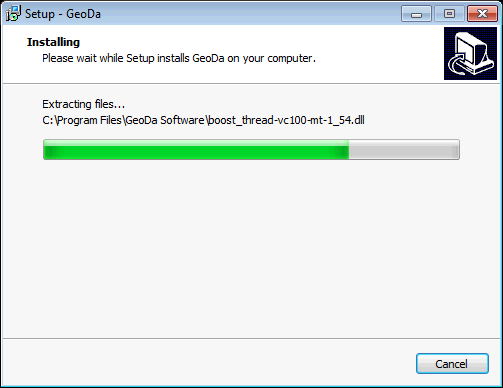 Setup - GeoDa
Installing
Please wait while Setup installs GeoDa on your computer.
Extracting files...
C:\Program Files\GeoDa Software\boost_thread-vc100-mt-1_54.dll
Cancel